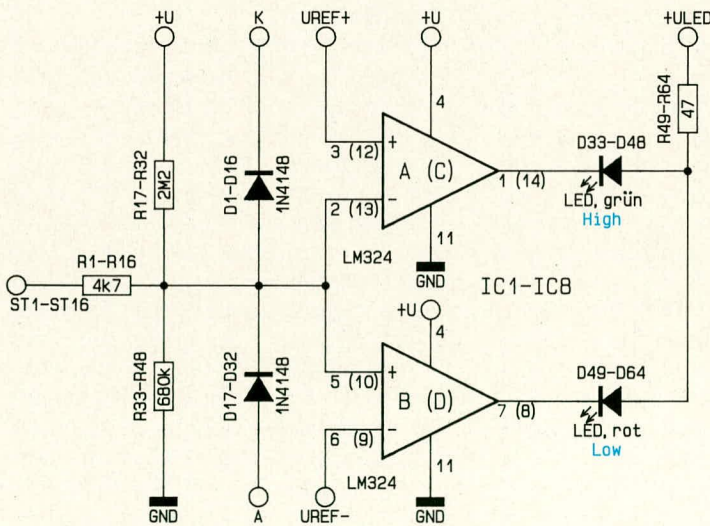 +U
K
UREF+
+U
+ULED
4
R49-R64
47
R17-R32
2M2
D1-D16
1N4148
3 (12)
+
A (C)
1 (14)
D33-D48
2 (13)
-
LED, grün
High
11
LM324
GND
R1-R16
4k7
ST1-ST16
IC1-IC8
+U
4
R33-R48
680k
D17-D32
1N4148
5 (10)
+
B (D)
7 (8)
D49-D64
6 (9)
-
LED, rot
Low
11
LM324
GND
A
UREF-
GND